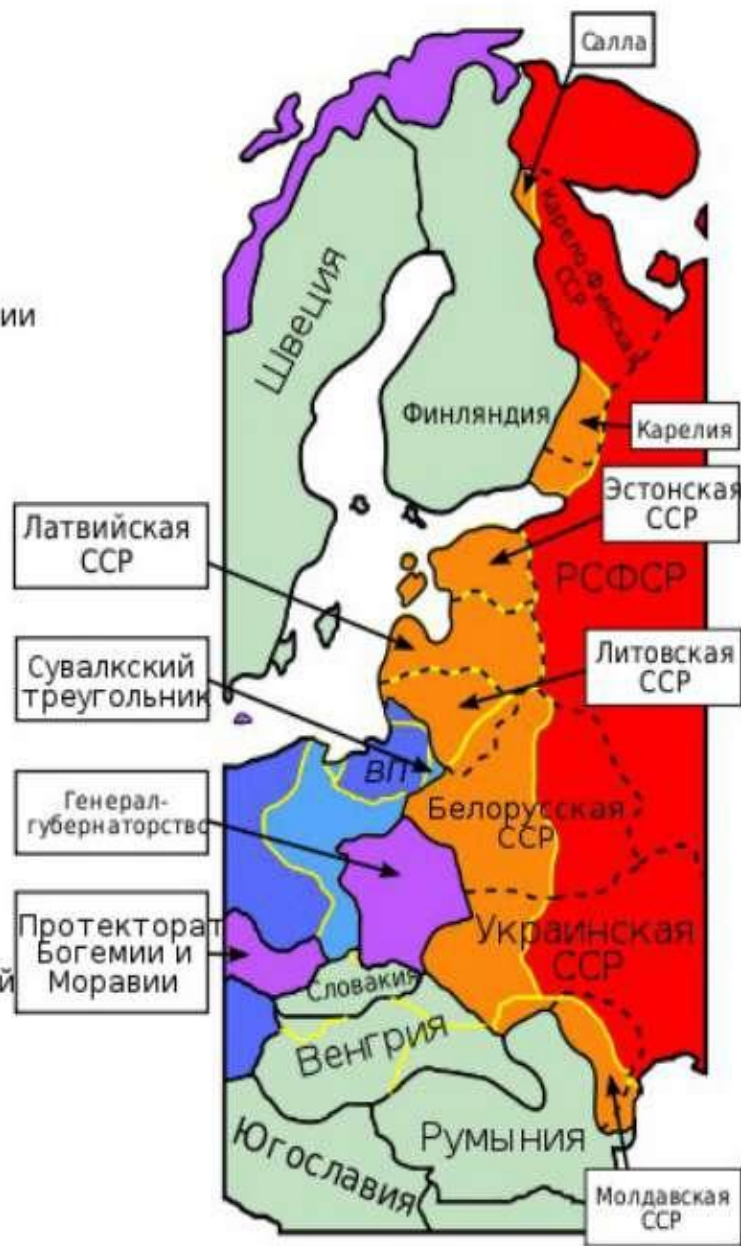 Салла
Карело-Финская
ССР
ии
Швеция
Финляндия
Карелия
Эстонская
ССР
Латвийская
ССР
РСФСР
Сувалкский
треугольник
Литовская
ССР
ВП
Генерал-
губернаторство
Белорусская
ССР
Протекторат
Богемии и
Моравии
й
Украинская
ССР
Словакия
Венгрия
Югославия
Румыния
Молдавская
ССР